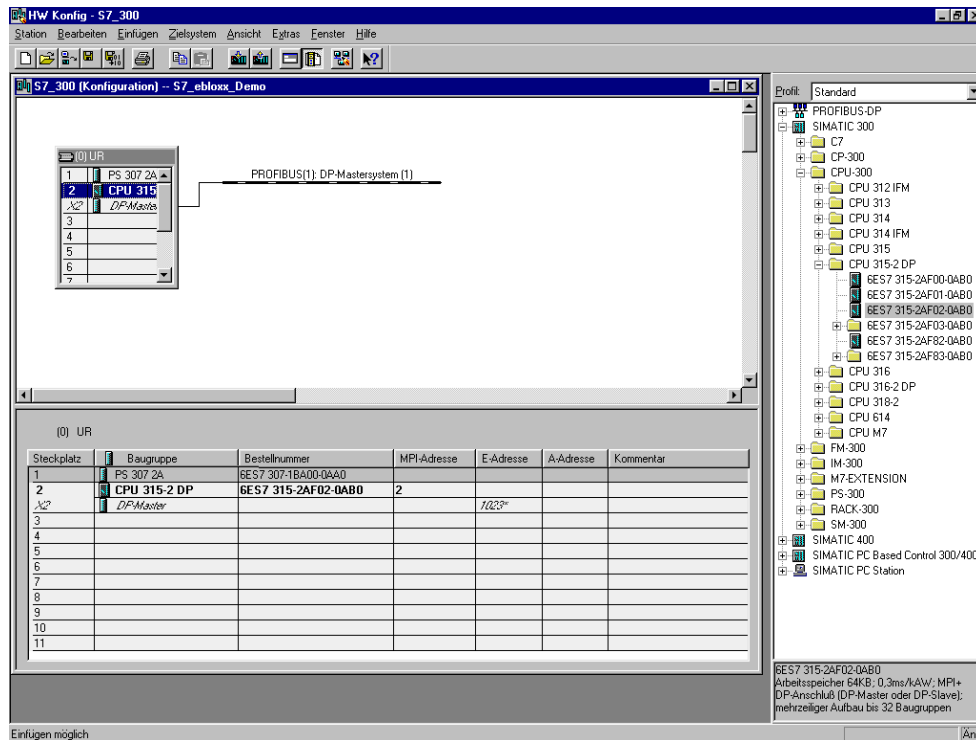 HW Konfig - S7_300
Station Bearbeiten Einfügen Zielsystem Ansicht Extras Fenster Hilfe
S7_300 (Konfiguration) -- S7_ebloxx_Demo
(0) UR
1 PS 307 2A
2 CPU 315
X2 DP-Maste
3
4
5
6
7
PROFIBUS(1): DP-Mastersystem (1)
(0) UR
Steckplatz Baugruppe Bestellnummer MPI-Adresse E-Adresse A-Adresse Kommentar
1 PS 307 2A 6ES7 307-1BA00-0AA0
2 CPU 315-2 DP 6ES7 315-2AF02-0AB0 2
X2 DP-Master 1023*
3
4
5
6
7
8
9
10
11
Profil: Standard
PROFIBUS-DP
SIMATIC 300
C7
CP-300
CPU-300
CPU 312 IFM
CPU 313
CPU 314
CPU 314 IFM
CPU 315
CPU 315-2 DP
6ES7 315-2AF00-0AB0
6ES7 315-2AF01-0AB0
6ES7 315-2AF02-0AB0
6ES7 315-2AF03-0AB0
6ES7 315-2AF82-0AB0
6ES7 315-2AF83-0AB0
CPU 316
CPU 316-2 DP
CPU 318-2
CPU 614
CPU M7
FM-300
IM-300
M7-EXTENSION
PS-300
RACK-300
SM-300
SIMATIC 400
SIMATIC PC Based Control 300/400
SIMATIC PC Station
6ES7 315-2AF02-0AB0
Arbeitsspeicher 64KB; 0,3ms/kAW; MPI+
DP-Anschluß (DP-Master oder DP-Slave);
mehrzeiliger Aufbau bis 32 Baugruppen
Einfügen möglich
Än